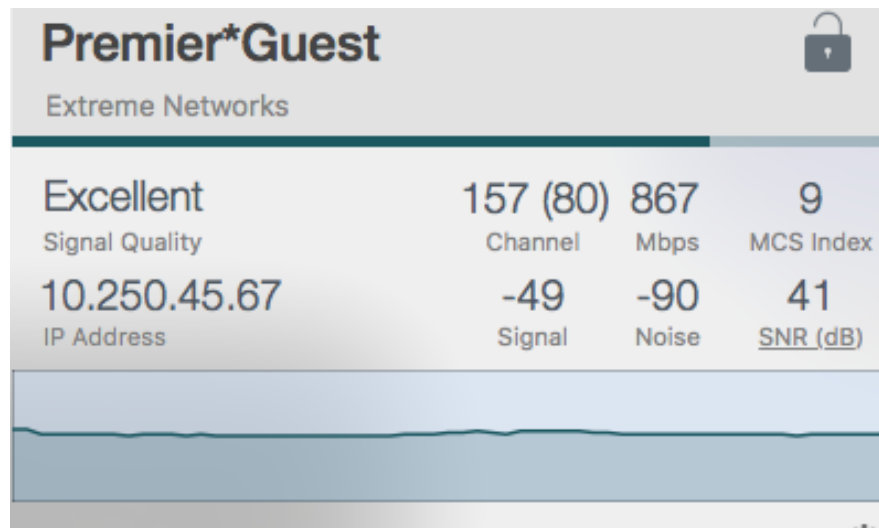 Premier*Guest
Extreme Networks
Excellent 157 (80) 867 9
Signal Quality Channel Mbps MCS Index
10.250.45.67 -49 -90 41
IP Address Signal Noise SNR (dB)